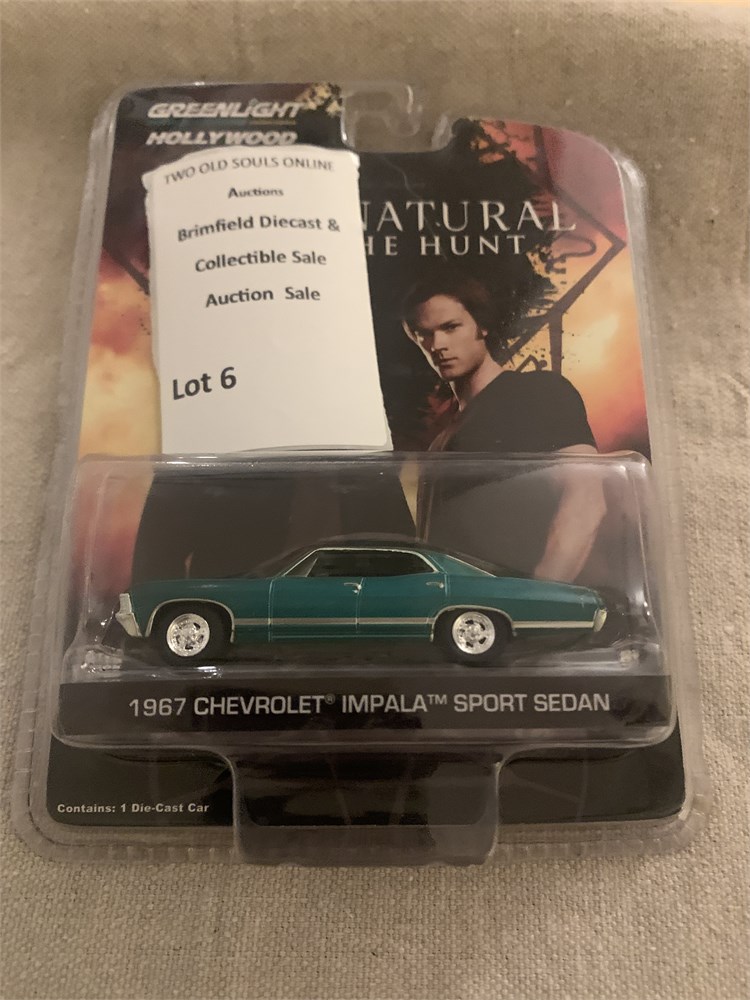 GREENLIGHT
HOLLYWOOD
TWO OLD SOULS ONLINE
Auctions
Brimfield Diecast &
Collectible Sale
Auction Sale
Lot 6
NATURAL
HE HUNT
1967 CHEVROLET® IMPALA™ SPORT SEDAN
Contains: 1 Die-Cast Car